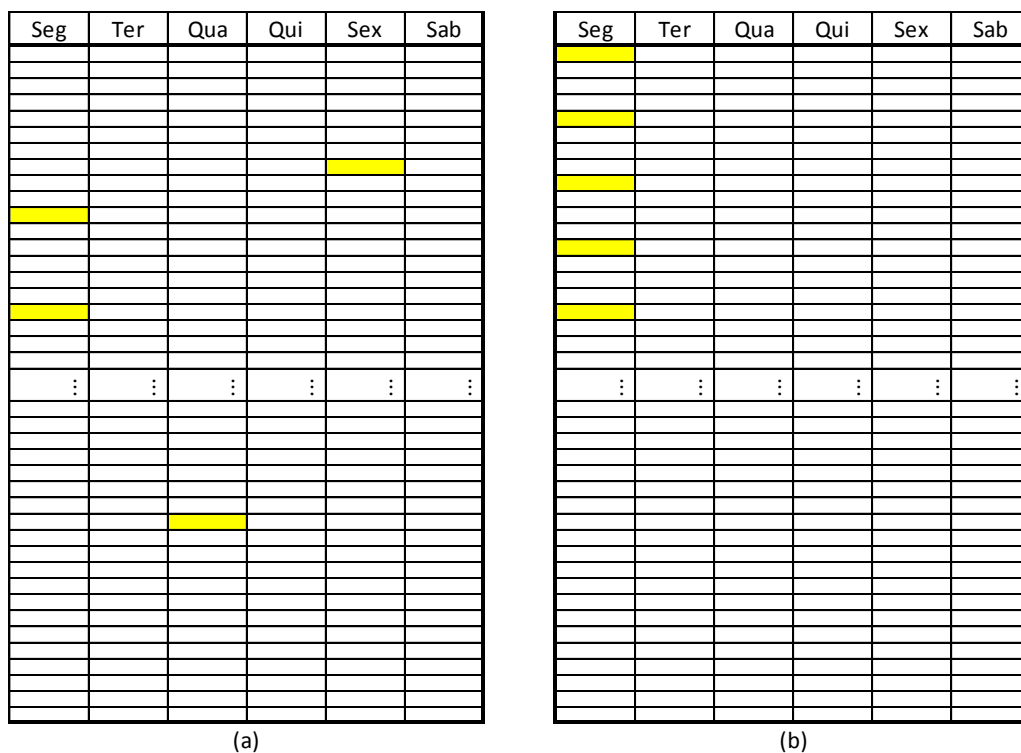 Seg Ter Qua Qui Sex Sab Seg Ter Qua Qui Sex Sab
⋮ ⋮ ⋮ ⋮ ⋮ ⋮ ⋮ ⋮ ⋮ ⋮ ⋮ ⋮
(a) (b)